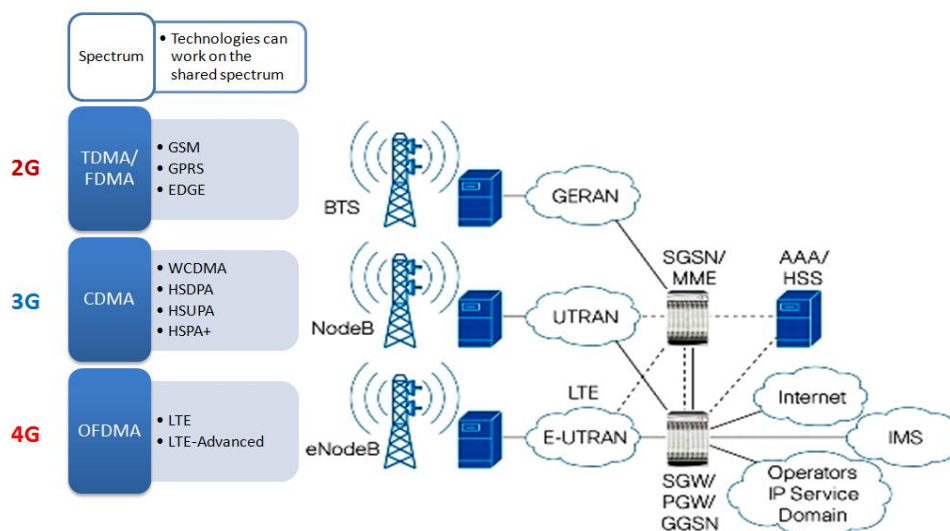 Spectrum
• Technologies can
work on the
shared spectrum
2G
TDMA/
FDMA
• GSM
• GPRS
• EDGE
BTS
GERAN
3G
CDMA
• WCDMA
• HSDPA
• HSUPA
• HSPA+
NodeB
UTRAN
SGSN/
MME
AAA/
HSS
4G
OFDMA
• LTE
• LTE-Advanced
eNodeB
LTE
E-UTRAN
SGW/
PGW/
GGSN
Internet
IMS
Operators
IP Service
Domain